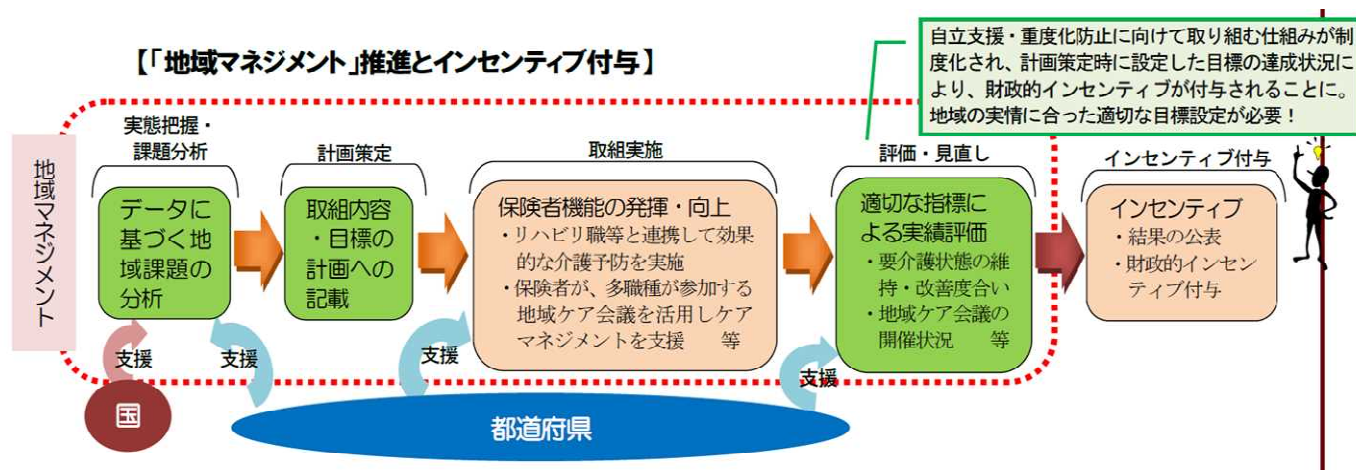 【「地域マネジメント」推進とインセンティブ付与】
自立支援・重度化防止に向けて取り組む仕組みが制
度化され、計画策定時に設定した目標の達成状況に
より、財政的インセンティブが付与されることに。
地域の実情に合った適切な目標設定が必要！
地域マネジメント
実態把握・
課題分析
データに
基づく地
域課題の
分析
計画策定
取組内容
・目標の
計画への
記載
取組実施
保険者機能の発揮・向上
・リハビリ職等と連携して効果
的な介護予防を実施
・保険者が、多職種が参加する
地域ケア会議を活用しケア
マネジメントを支援　等
評価・見直し
適切な指標に
よる実績評価
・要介護状態の維
持・改善度合い
・地域ケア会議の
開催状況　等
インセンティブ付与
インセンティブ
・結果の公表
・財政的インセン
ティブ付与
支援
支援
支援
支援
国
都道府県